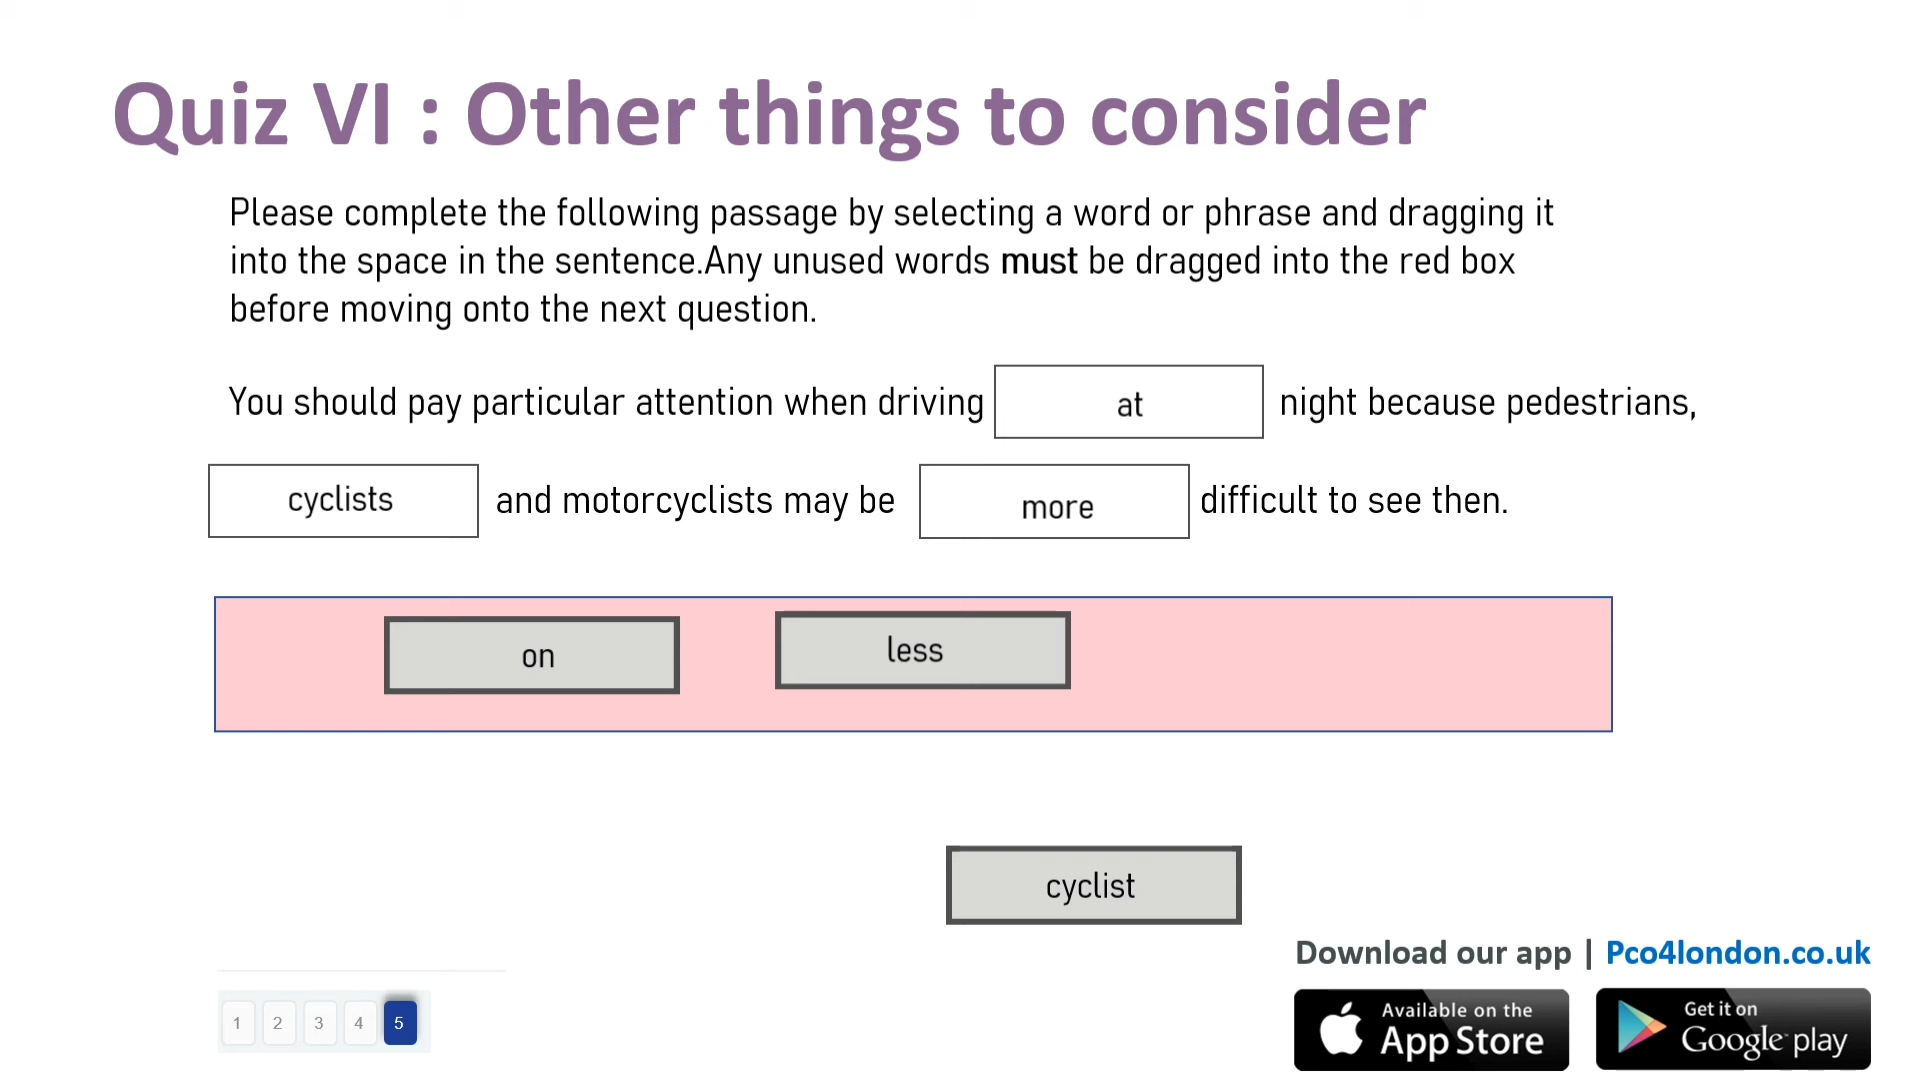 Quiz VI : Other things to consider
Please complete the following passage by selecting a word or phrase and dragging it
into the space in the sentence.Any unused words must be dragged into the red box
before moving onto the next question.
You should pay particular attention when driving at night because pedestrians,
cyclists and motorcyclists may be more difficult to see then.
on less
cyclist
Download our app | Pco4london.co.uk
1 2 3 4 5
Available on the
App Store
Get it on
Google play